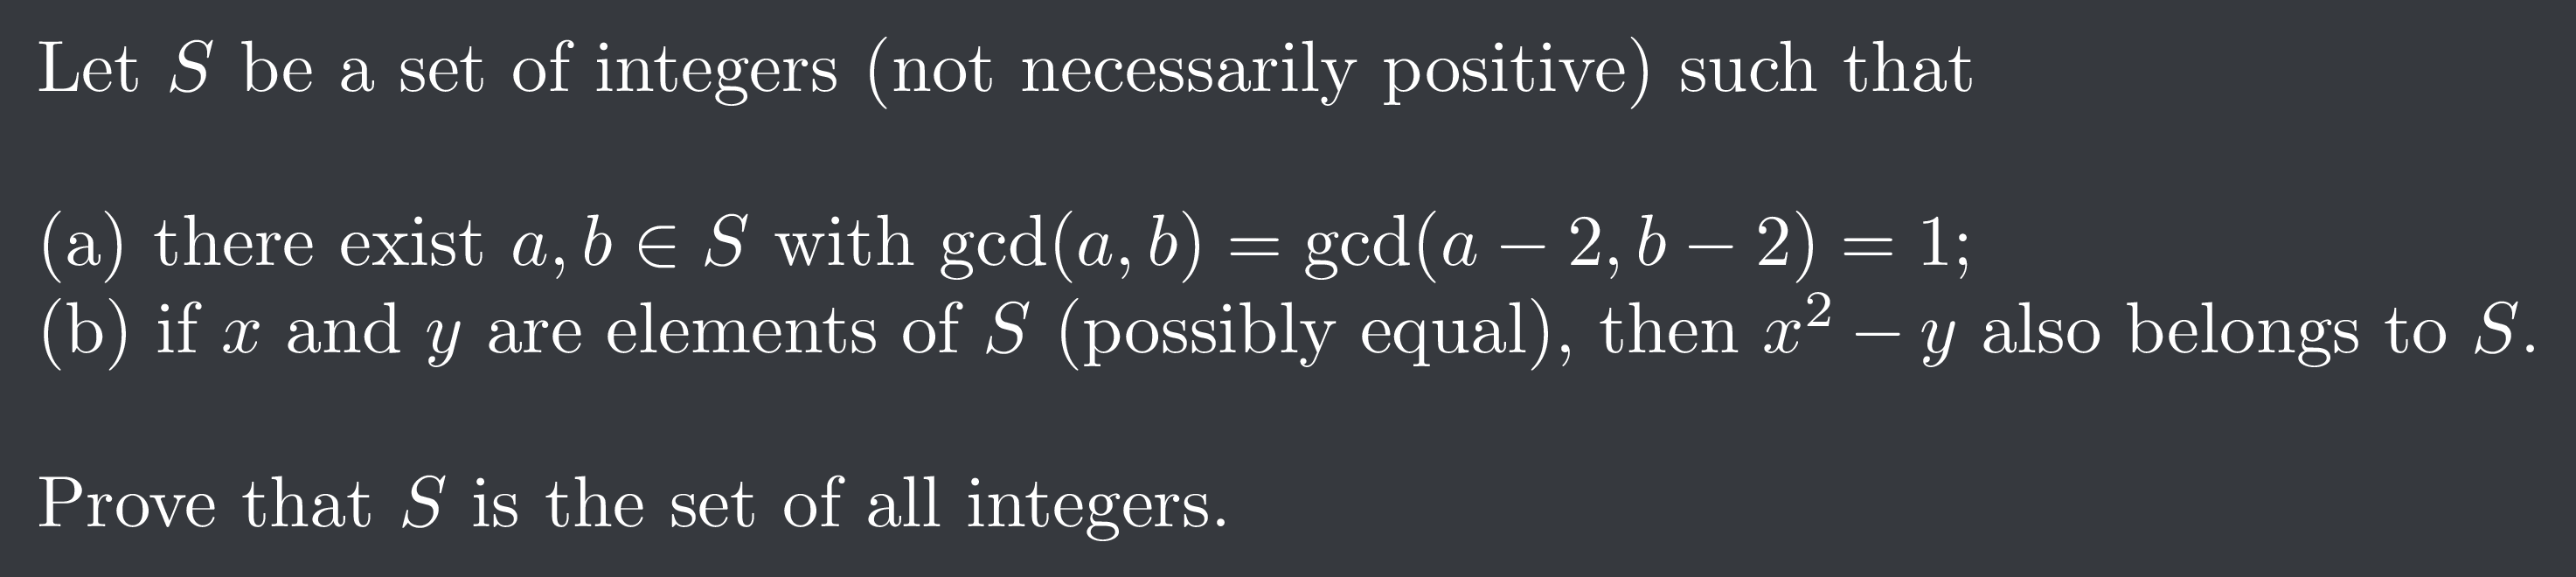 Let S be a set of integers (not necessarily positive) such that
(a) there exist a, b ∈ S with gcd(a, b) = gcd(a − 2, b − 2) = 1;
(b) if x and y are elements of S (possibly equal), then x² − y also belongs to S.
Prove that S is the set of all integers.